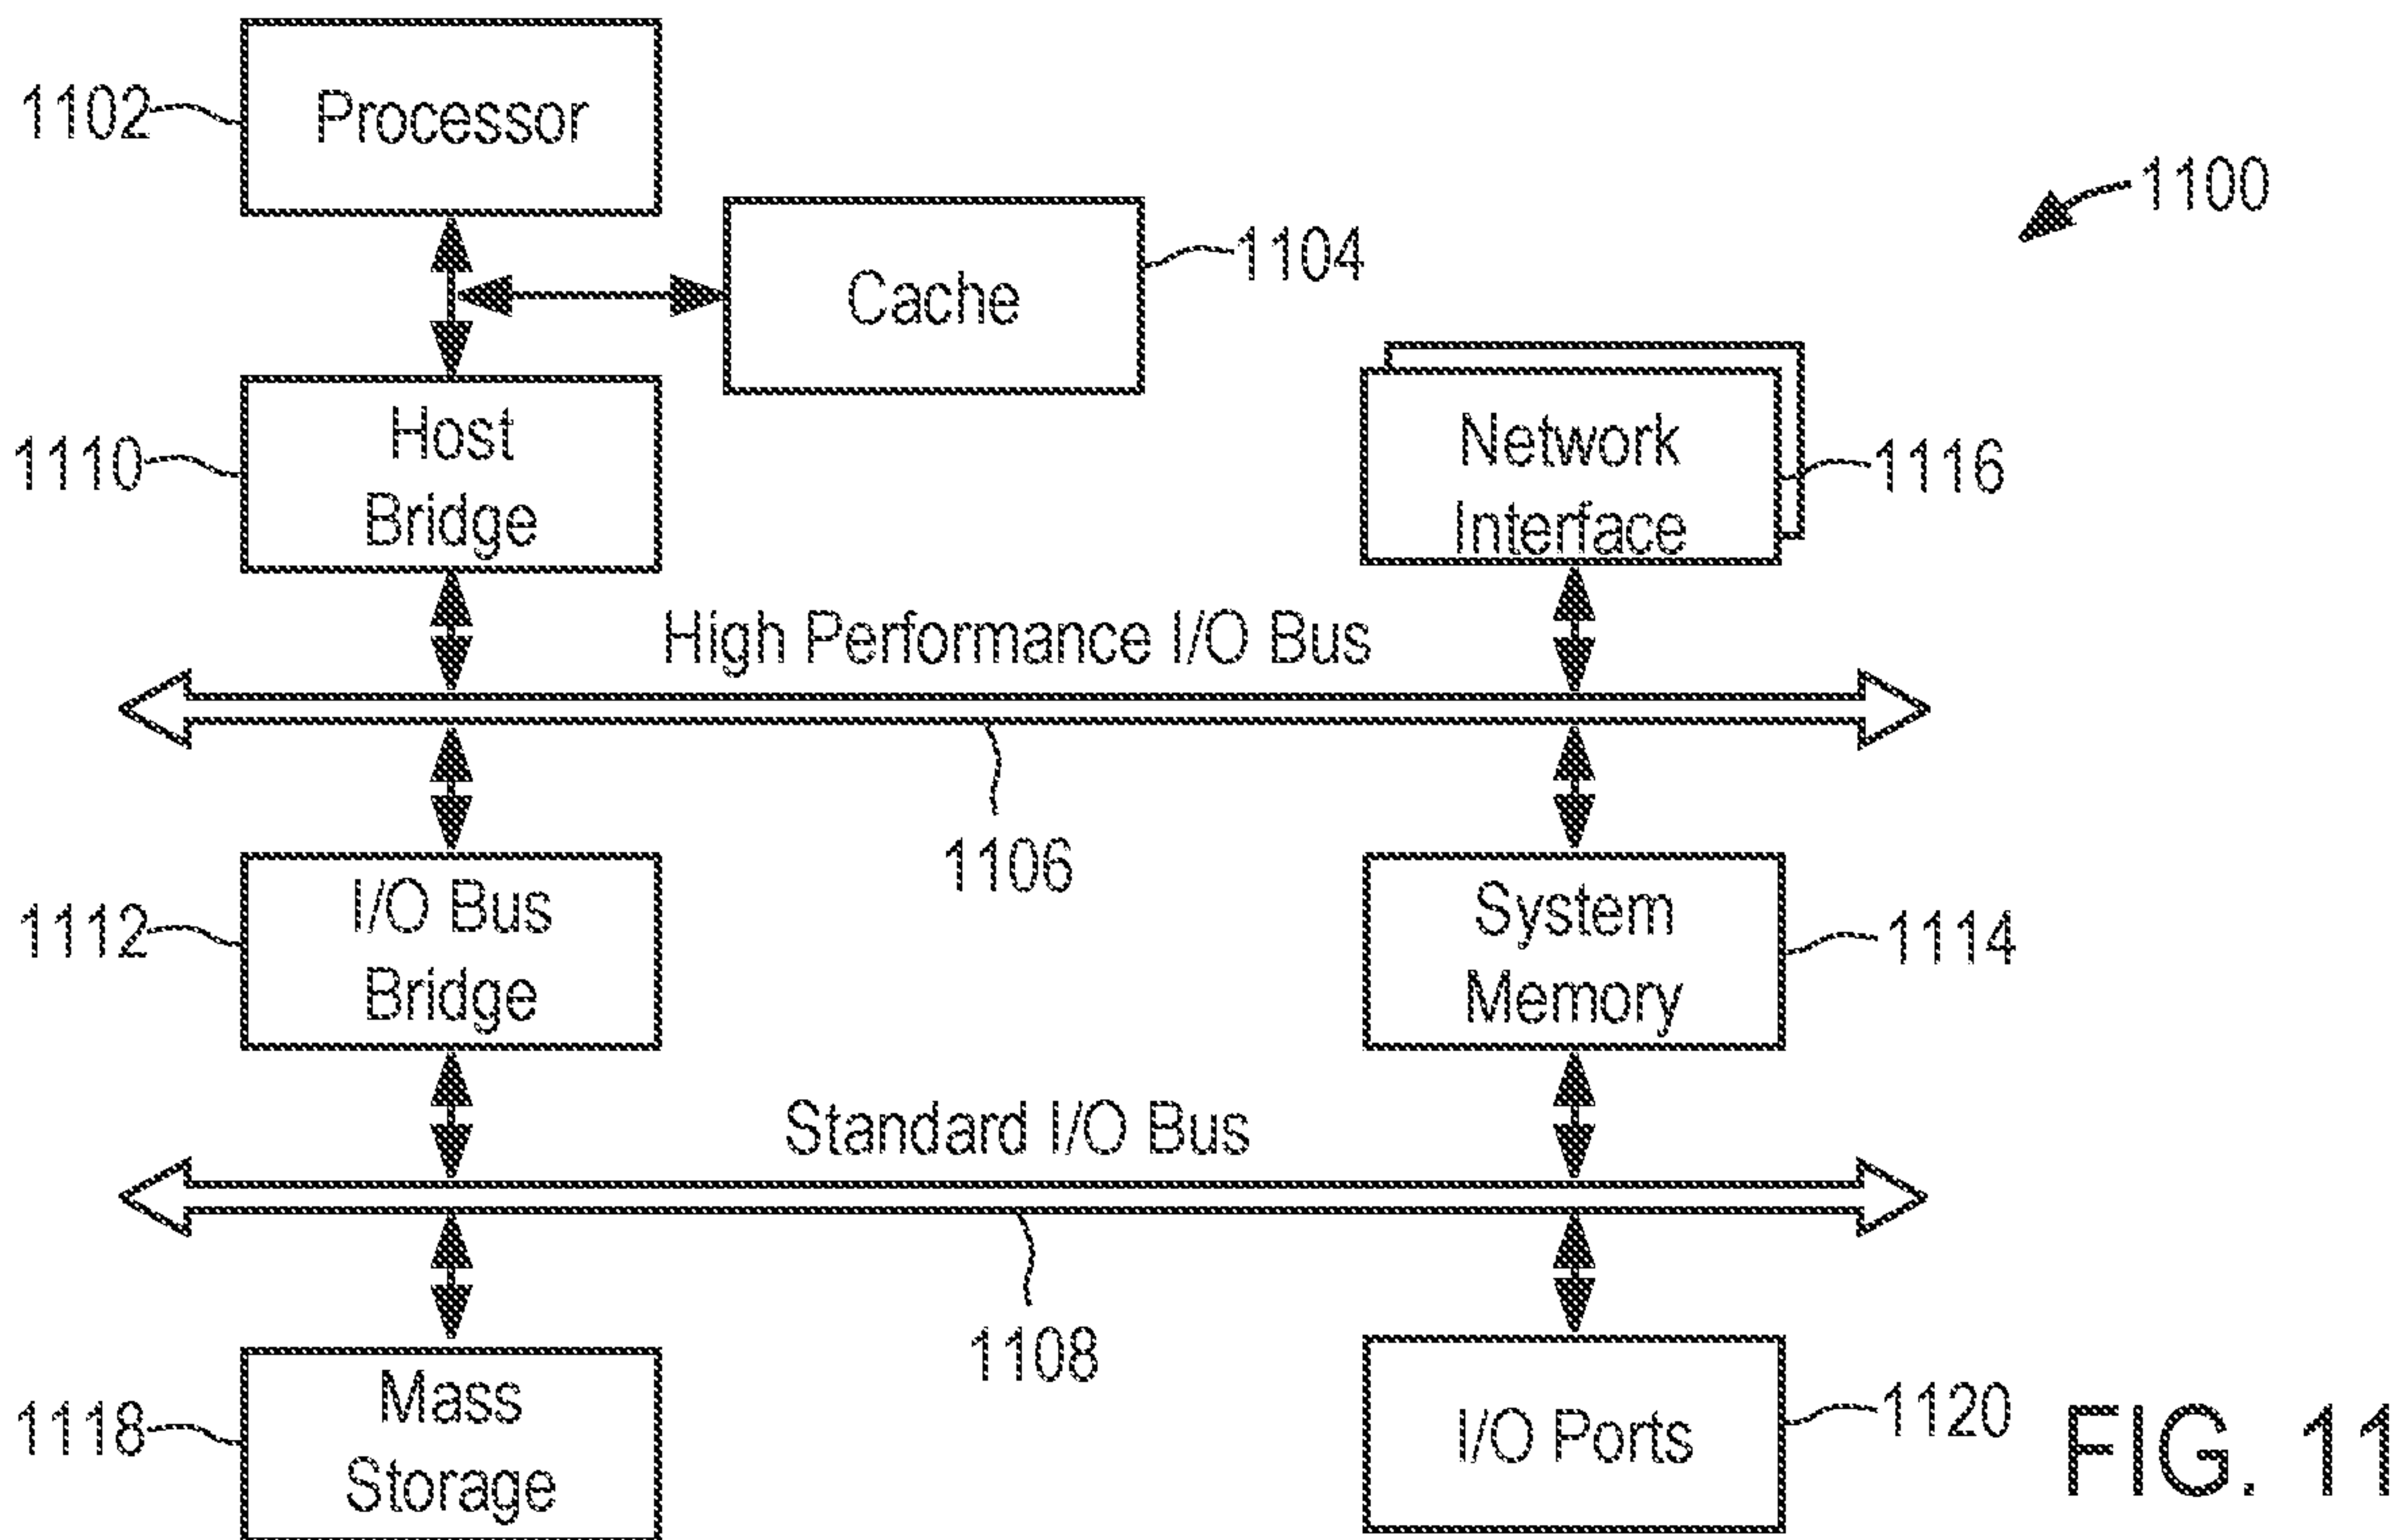 1102
Processor
1100
1104
Cache
1110
Host
Bridge
Network
Interface
1116
High Performance I/O Bus
1106
1112
I/O Bus
Bridge
System
Memory
1114
Standard I/O Bus
1108
1118
Mass
Storage
I/O Ports
1120
FIG. 11